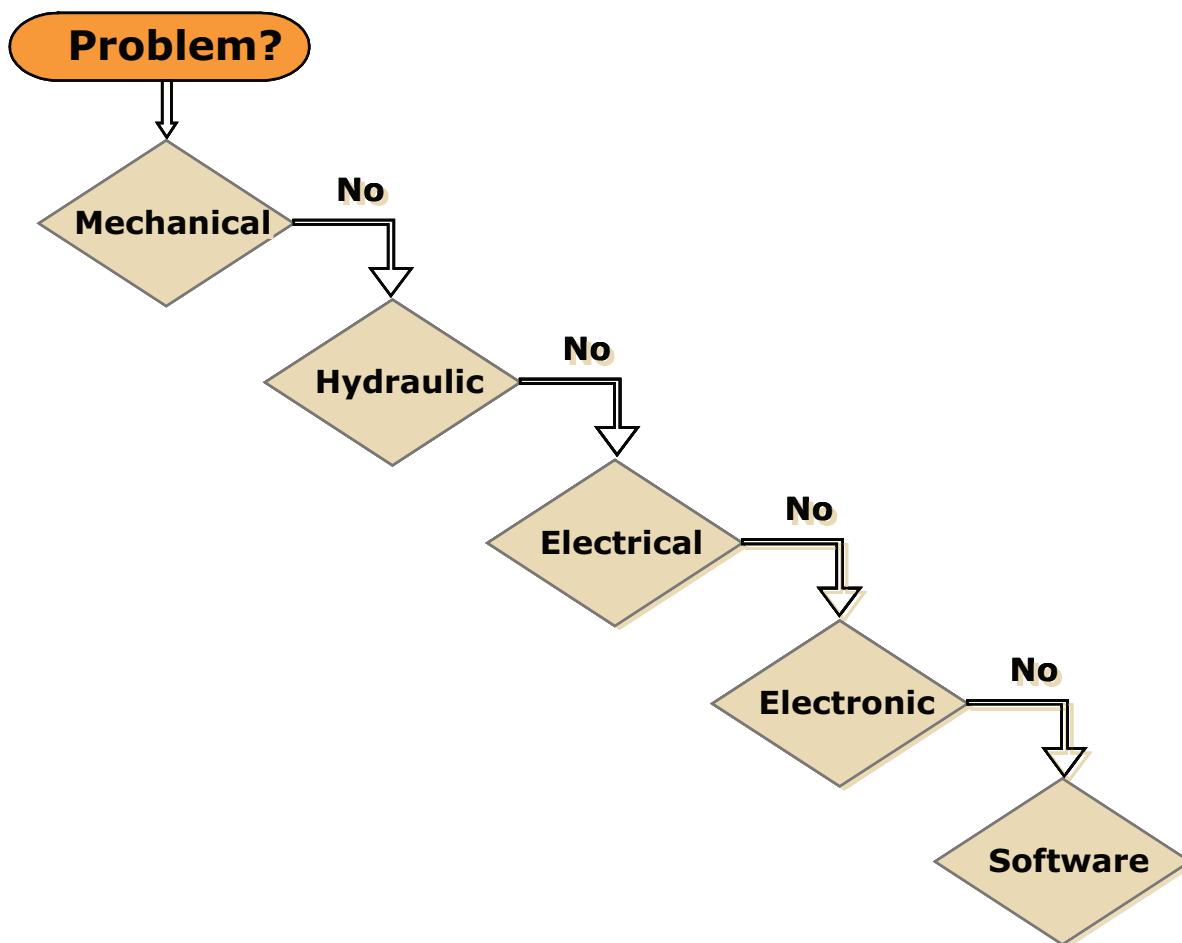 Problem?
No
Mechanical
No
Hydraulic
No
Electrical
No
Electronic
Software